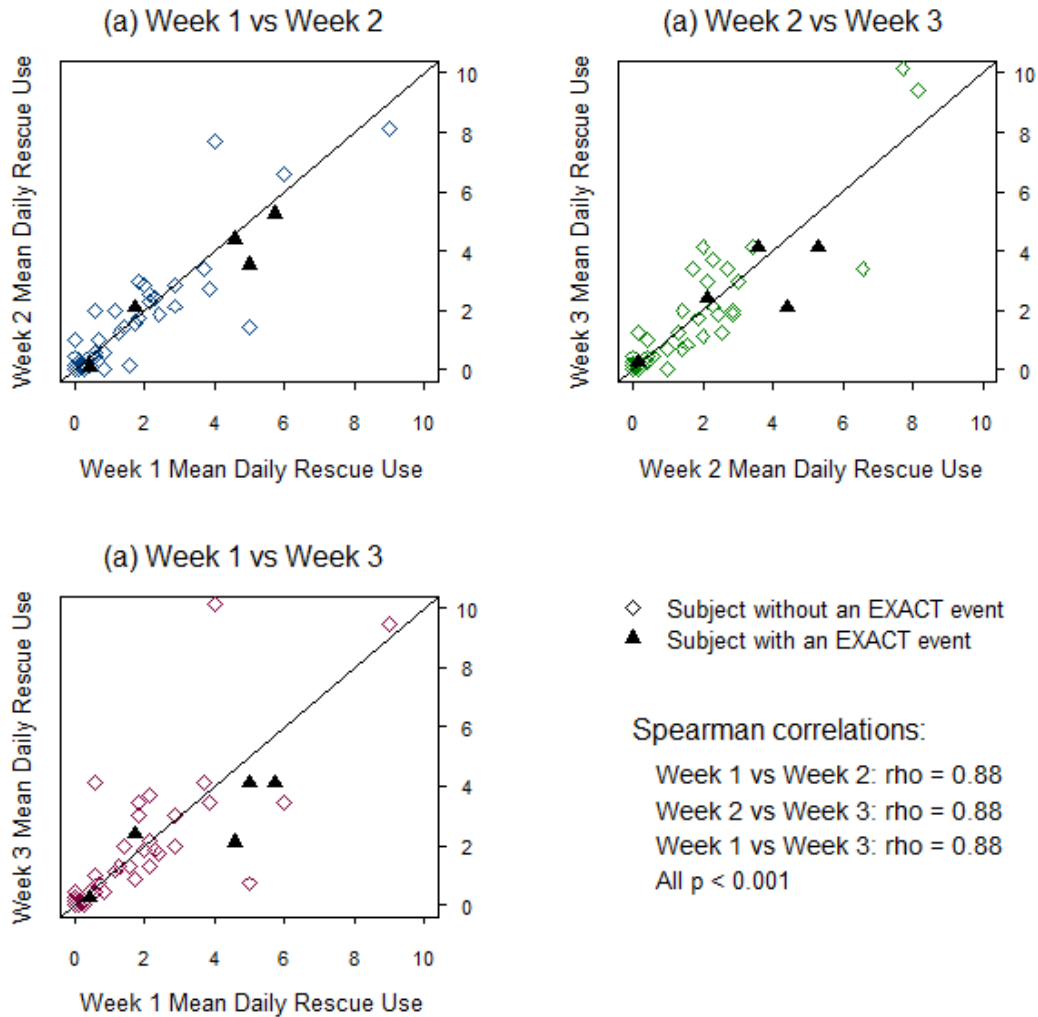 (a) Week 1 vs Week 2
Week 2 Mean Daily Rescue Use
10
8
6
4
2
0
0 2 4 6 8 10
Week 1 Mean Daily Rescue Use
(a) Week 2 vs Week 3
Week 3 Mean Daily Rescue Use
10
8
6
4
2
0
0 2 4 6 8 10
Week 2 Mean Daily Rescue Use
(a) Week 1 vs Week 3
Week 3 Mean Daily Rescue Use
10
8
6
4
2
0
0 2 4 6 8 10
Week 1 Mean Daily Rescue Use
Subject without an EXACT event
Subject with an EXACT event
Spearman correlations:
Week 1 vs Week 2: rho = 0.88
Week 2 vs Week 3: rho = 0.88
Week 1 vs Week 3: rho = 0.88
All p < 0.001